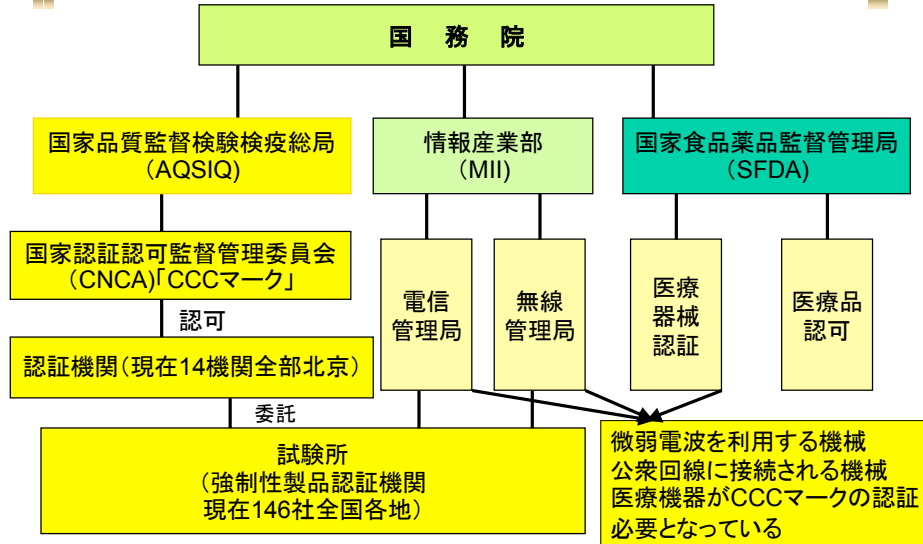 国 務 院
国家品質監督検験検疫総局
(AQSIQ)
情報産業部
(MII)
国家食品薬品監督管理局
(SFDA)
国家認証認可監督管理委員会
(CNCA)「CCCマーク」
電信
管理局
無線
管理局
医療
器械
認証
医療品
認可
認可
認証機関(現在14機関全部北京)
委託
試験所
(強制性製品認証機関
現在146社全国各地)
微弱電波を利用する機械
公衆回線に接続される機械
医療機器がCCCマークの認証
必要となっている